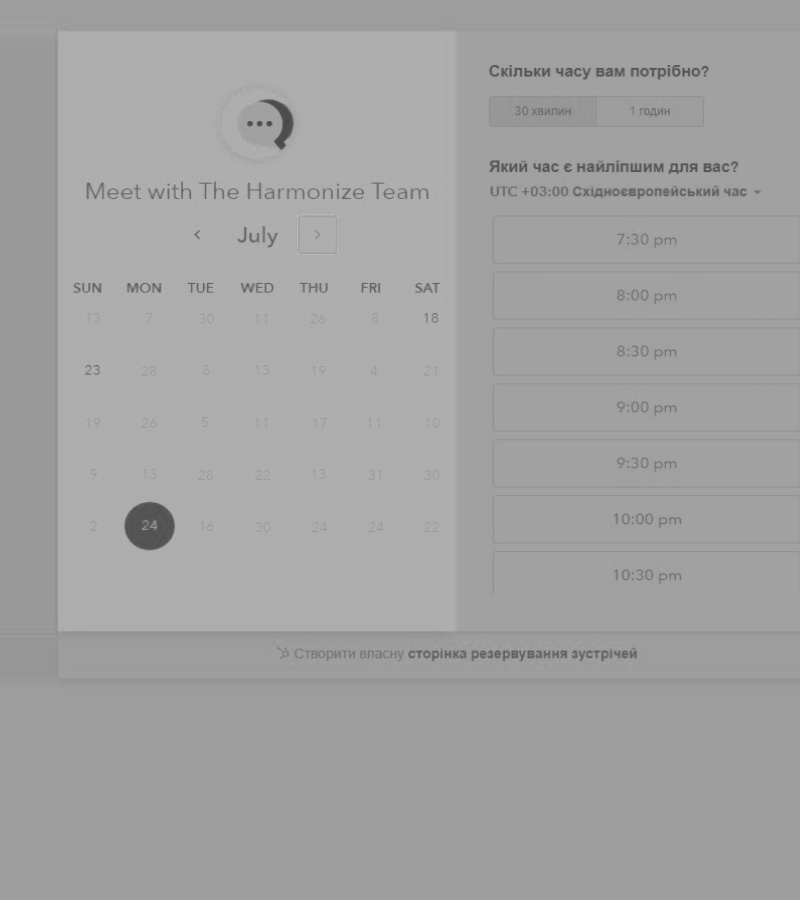 Meet with The Harmonize Team
July
SUN MON TUE WED THU FRI SAT
13 7 30 11 26 8 18
23 28 8 13 19 4 21
19 26 5 11 17 11 10
9 13 28 22 13 31 30
2 24 16 30 24 24 22
Скільки часу вам потрібно?
30 хвилин 1 годин
Який час є найліпшим для вас?
UTC +03:00 Східноєвропейський час
7:30 pm
8:00 pm
8:30 pm
9:00 pm
9:30 pm
10:00 pm
10:30 pm
Створити власну сторінка резервування зустрічей